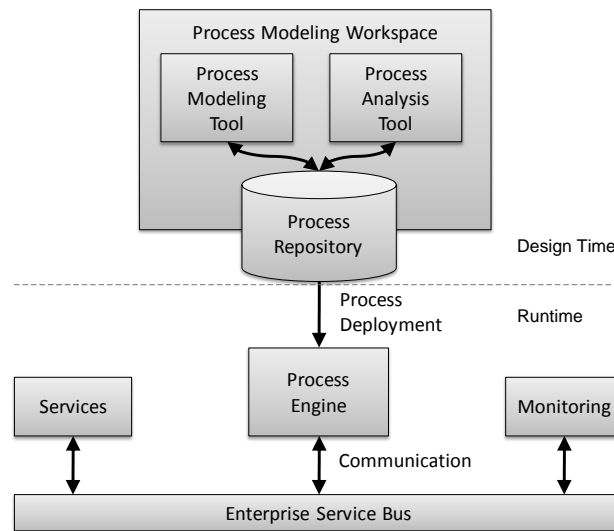 Process Modeling Workspace
Process
Modeling
Tool
Process
Analysis
Tool
Process
Repository
Design Time
Process
Deployment
Runtime
Services
Process
Engine
Monitoring
Communication
Enterprise Service Bus